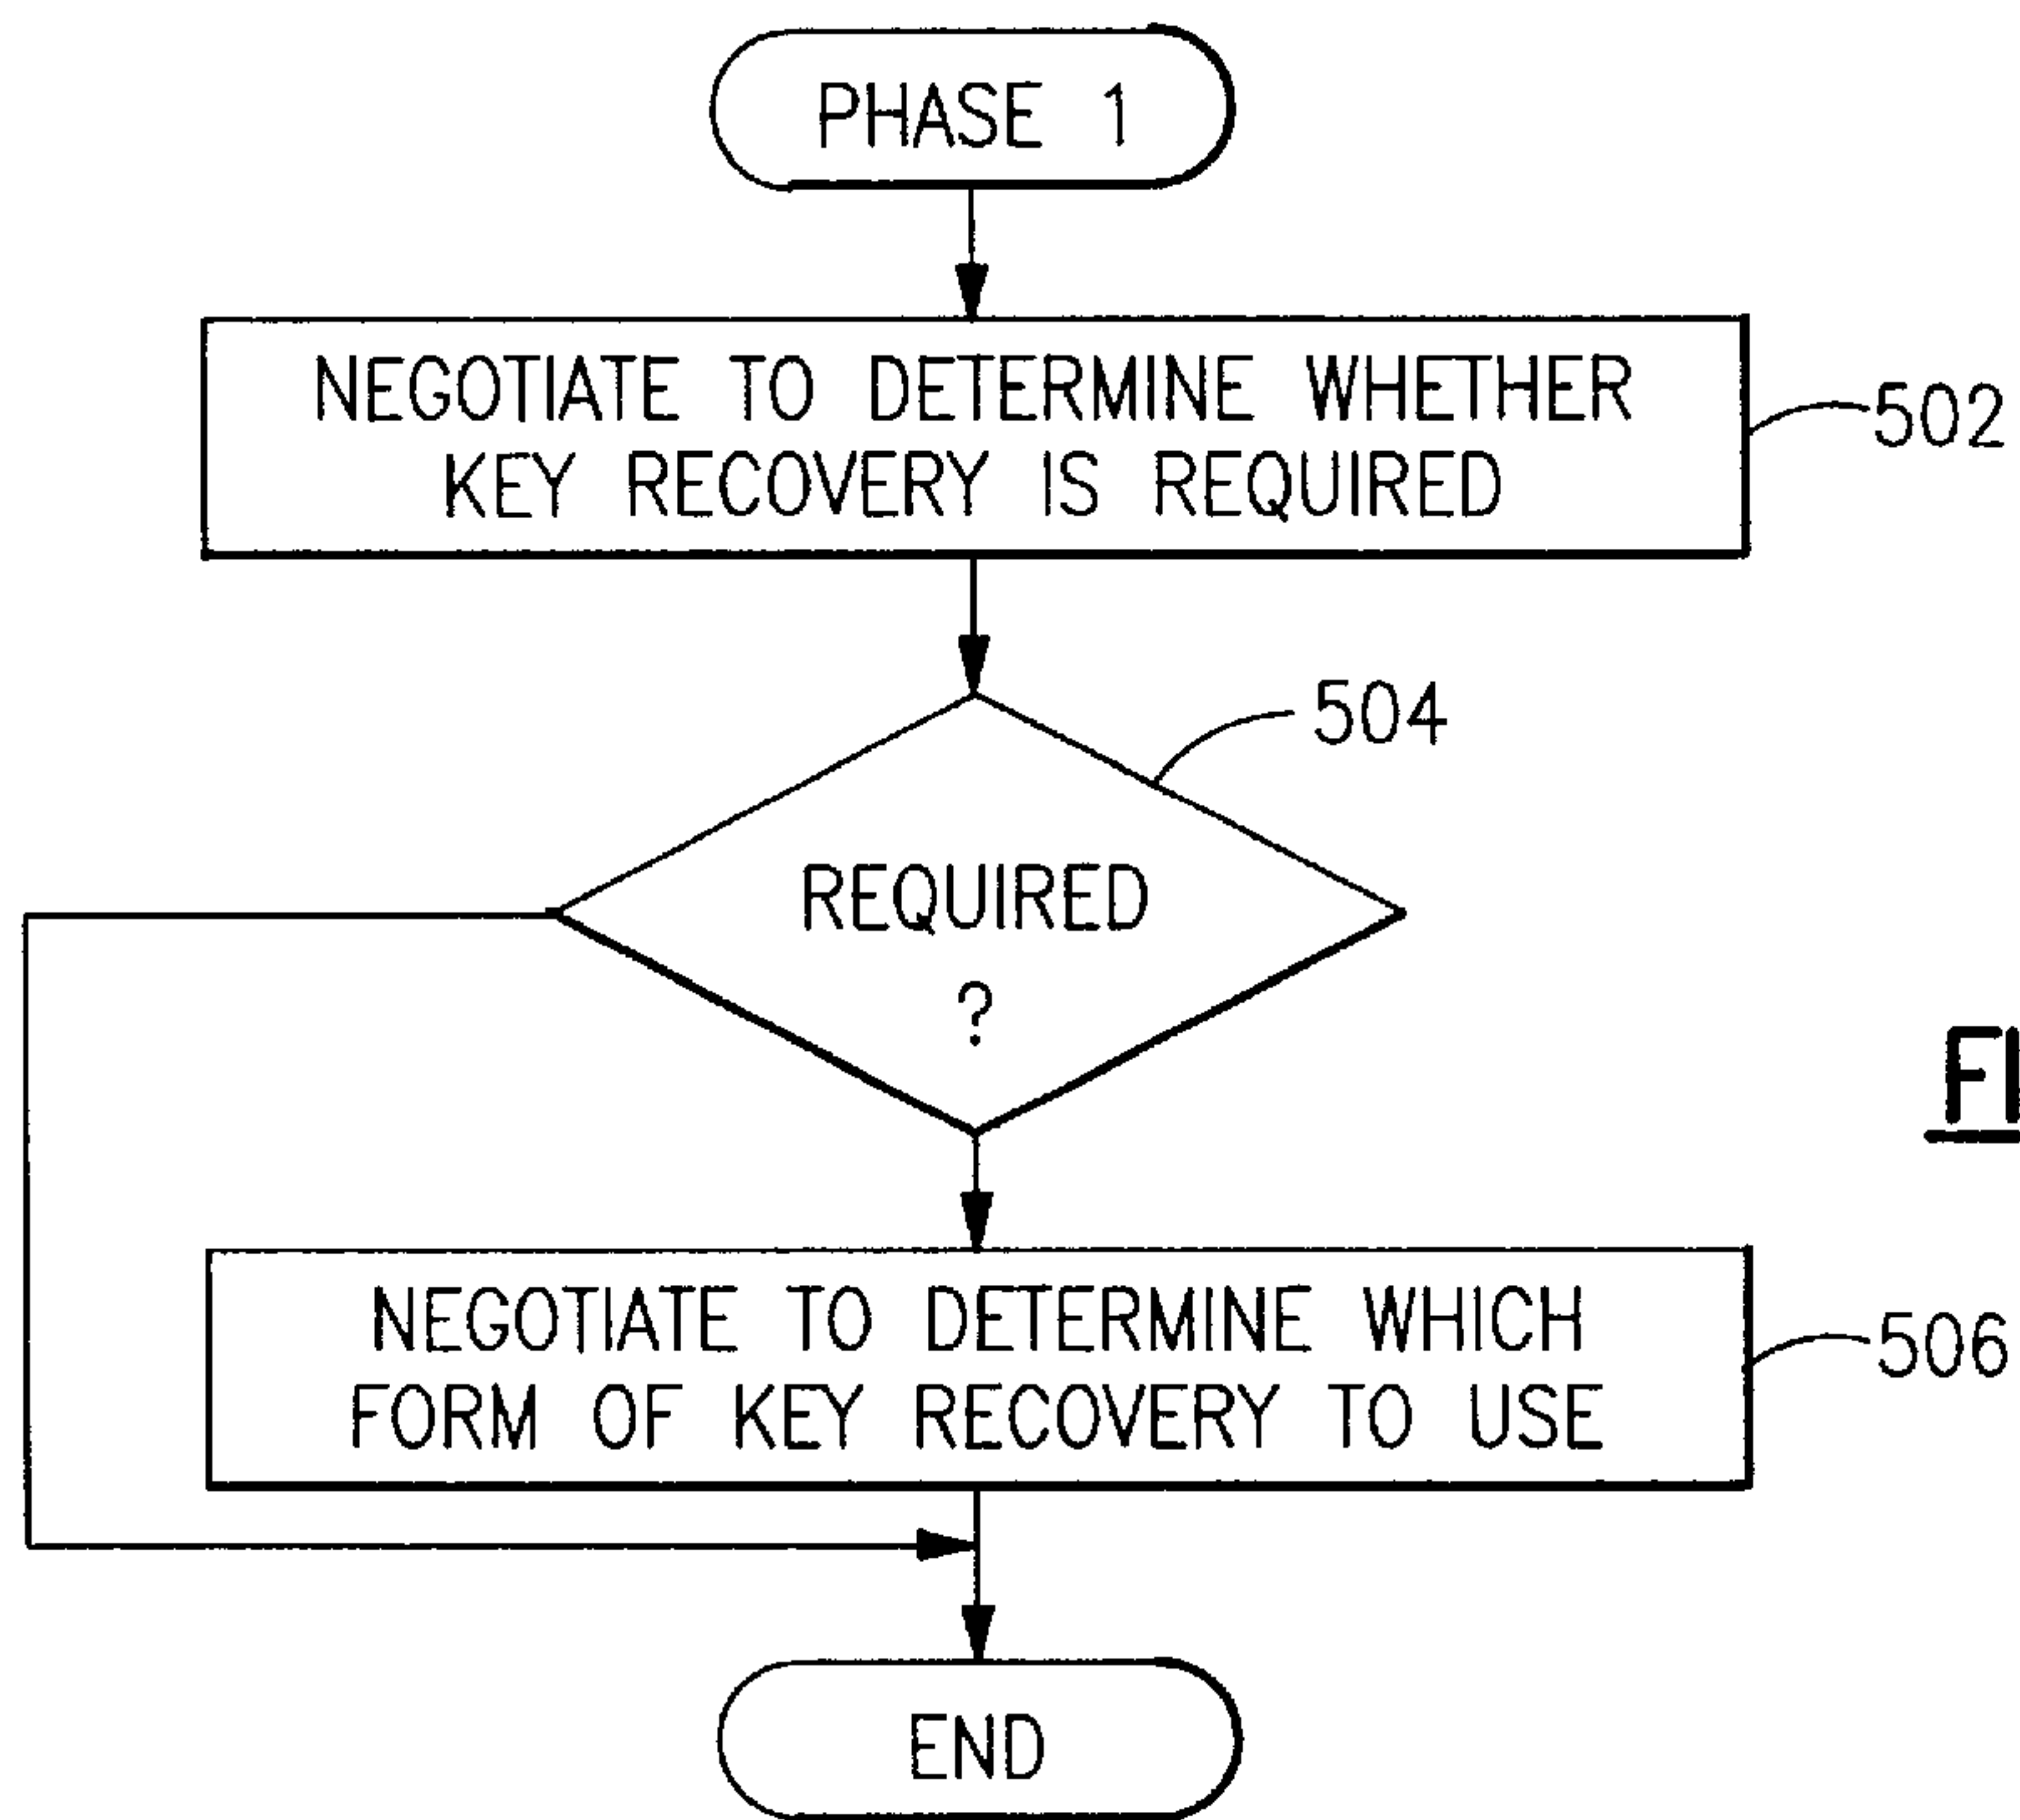 PHASE 1
NEGOTIATE TO DETERMINE WHETHER
KEY RECOVERY IS REQUIRED
502
504
REQUIRED
?
NEGOTIATE TO DETERMINE WHICH
FORM OF KEY RECOVERY TO USE
506
END